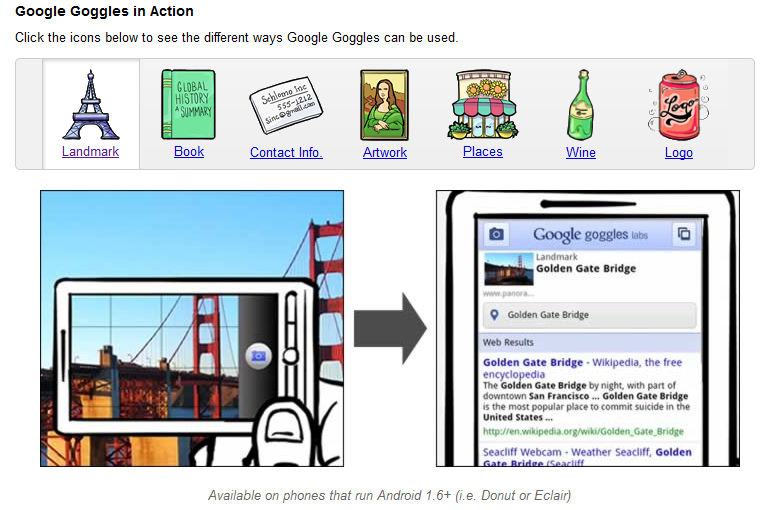 Google Goggles in Action
Click the icons below to see the different ways Google Goggles can be used.
GLOBAL
HISTORY
A
SUMMARY
Schlomo Inc
555-1212
Sinc@gmail.com
Logo
Landmark
Book
Contact Info.
Artwork
Places
Wine
Logo
Google goggles labs
Landmark
Golden Gate Bridge
www.panora...
Golden Gate Bridge
Web Results
Golden Gate Bridge - Wikipedia, the free
encyclopedia
The Golden Gate Bridge by night, with part of
downtown San Francisco ... Golden Gate Bridge
is the most popular place to commit suicide in the
United States ...
http://en.wikipedia.org/wiki/Golden_Gate_Bridge
Seacliff Webcam - Weather Seacliff, Golden
Gate Bridge (Seacliff
Available on phones that run Android 1.6+ (i.e. Donut or Eclair)